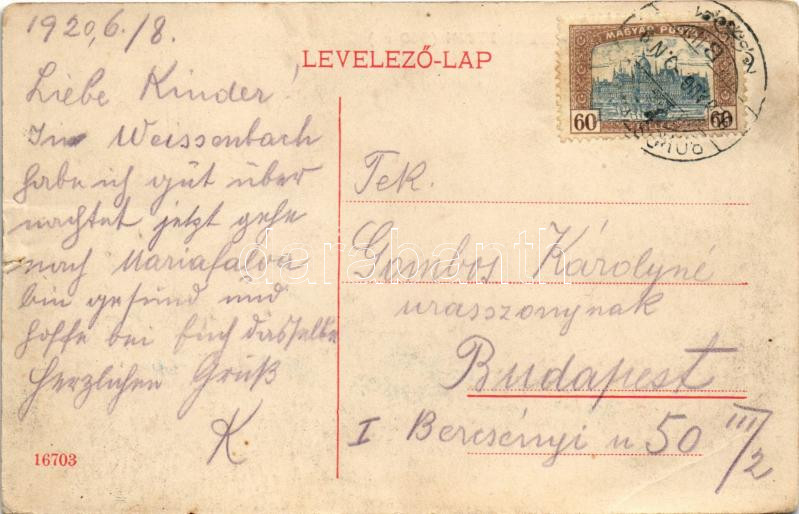 1920, 6./8.
LEVELEZŐ-LAP
MAGYAR POSTA
60 60
Liebe Kinder!
In Weissenbach
habe ich gut über
nachtet jetzt gehe
nach Mariafalva
bin gesund und
hoffe bei Euch dasselbe
Herzlichen Gruß
K
16703
Tek.
Gombos Károlyné
urasszonynak
Budapest
I Bercsényi u 50 III/2
darabanth